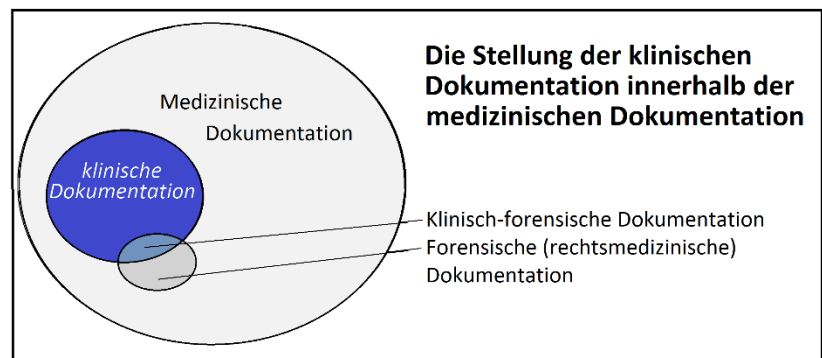 Die Stellung der klinischen
Dokumentation innerhalb der
medizinischen Dokumentation
Medizinische
Dokumentation
klinische
Dokumentation
Klinisch-forensische Dokumentation
Forensische (rechtsmedizinische)
Dokumentation